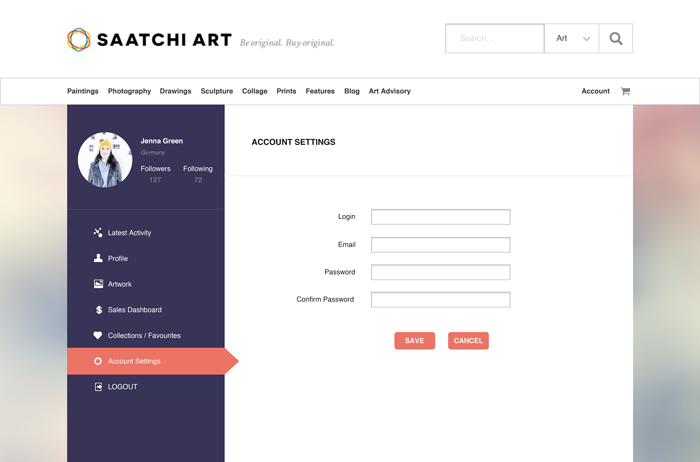 SAATCHI ART Be original. Buy original.
Search...
Art
Paintings Photography Drawings Sculpture Collage Prints Features Blog Art Advisory Account
Jenna Green
Germany
Followers Following
127 72
ACCOUNT SETTINGS
Latest Activity
Profile
Artwork
Sales Dashboard
Collections / Favourites
Account Settings
LOGOUT
Login
Email
Password
Confirm Password
SAVE CANCEL